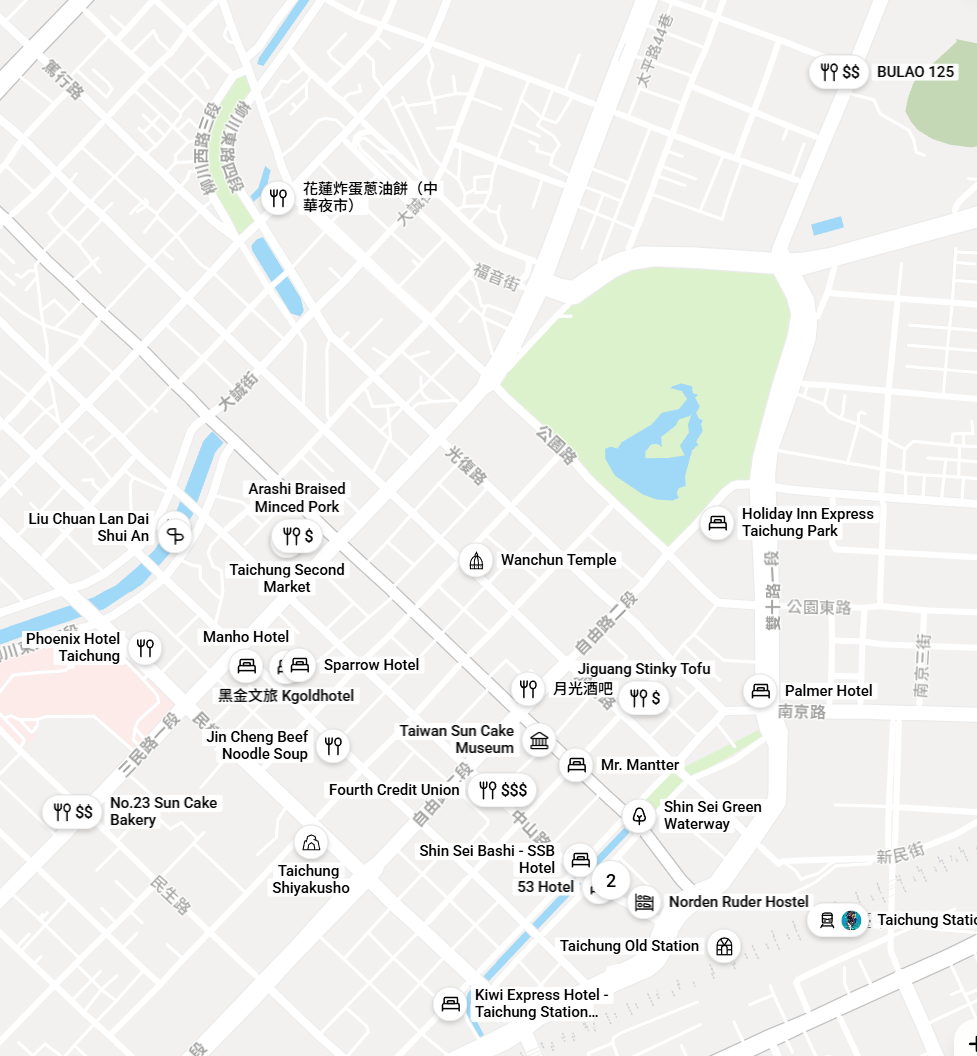 篤行路
太平路44巷
$$ BULAO 125
柳川西路三段
柳川東路四段
花蓮炸蛋蔥油餅（中
華夜市）
大誠街
福音街
大誠街
公園路
光復路
Arashi Braised
Minced Pork
$
Taichung Second
Market
Liu Chuan Lan Dai
Shui An
Holiday Inn Express
Taichung Park
Wanchun Temple
雙十路一段
公園東路
自由路二段
南京三街
Phoenix Hotel
Taichung
Manho Hotel
Sparrow Hotel
黑金文旅 Kgoldhotel
Jiguang Stinky Tofu
$
月光酒吧
Palmer Hotel
南京路
三民路一段
Jin Cheng Beef
Noodle Soup
Taiwan Sun Cake
Museum
Mr. Mantter
Fourth Credit Union
$$$
自由路二段
中山路
$$
No.23 Sun Cake
Bakery
Shin Sei Green
Waterway
Taichung
Shiyakusho
Shin Sei Bashi - SSB
Hotel
53 Hotel
2
新民街
民生路
Norden Ruder Hostel
Taichung Static
Taichung Old Station
Kiwi Express Hotel -
Taichung Station…
段